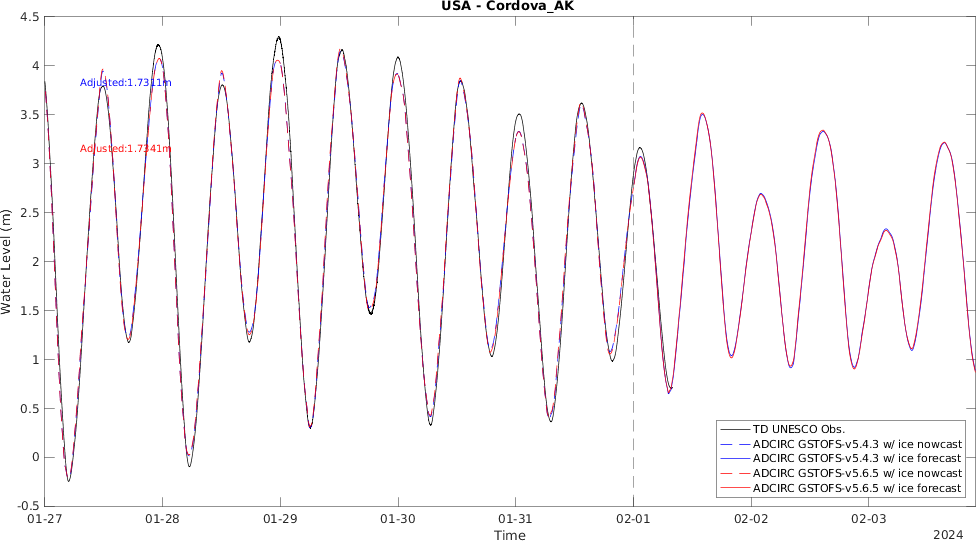 USA - Cordova_AK
4.5
4
3.5
3
2.5
2
1.5
1
0.5
0
-0.5
Water Level (m)
Adjusted:1.7311m
Adjusted:1.7341m
TD UNESCO Obs.
ADCIRC GSTOFS-v5.4.3 w/ ice nowcast
ADCIRC GSTOFS-v5.4.3 w/ ice forecast
ADCIRC GSTOFS-v5.6.5 w/ ice nowcast
ADCIRC GSTOFS-v5.6.5 w/ ice forecast
01-27 01-28 01-29 01-30 01-31 02-01 02-02 02-03
Time
2024